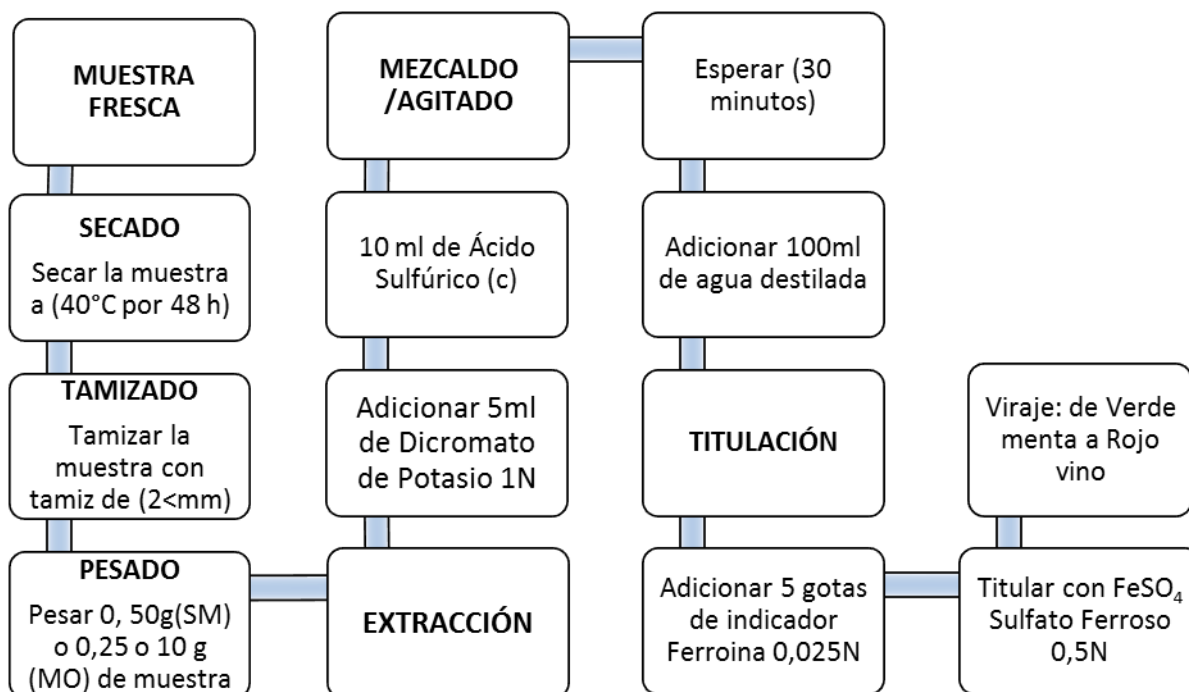 MUESTRA
FRESCA
SECADO
Secar la muestra
a (40°C por 48 h)
TAMIZADO
Tamizar la
muestra con
tamiz de (2<mm)
PESADO
Pesar 0, 50g(SM)
o 0,25 o 10 g
(MO) de muestra
EXTRACCIÓN
Adicionar 5ml
de Dicromato
de Potasio 1N
10 ml de Ácido
Sulfúrico (c)
MEZCALDO
/AGITADO
Esperar (30
minutos)
Adicionar 100ml
de agua destilada
TITULACIÓN
Adicionar 5 gotas
de indicador
Ferroina 0,025N
Titular con FeSO₄
Sulfato Ferroso
0,5N
Viraje: de Verde
menta a Rojo
vino